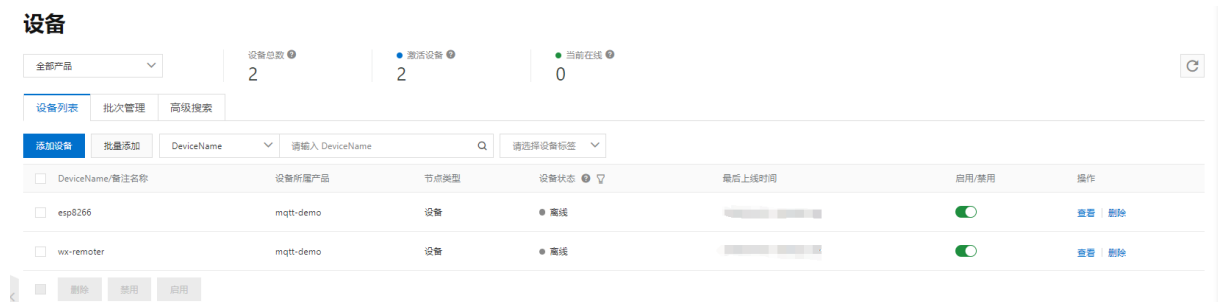 设备
全部产品
设备总数
2
激活设备
2
当前在线
0
设备列表 批次管理 高级搜索
添加设备 批量添加 DeviceName 请输入 DeviceName 请选择设备标签
DeviceName/备注名称 设备所属产品 节点类型 设备状态 最后上线时间 启用/禁用 操作
esp8266 mqtt-demo 设备 离线 查看 删除
wx-remoter mqtt-demo 设备 离线 查看 删除
删除 禁用 启用